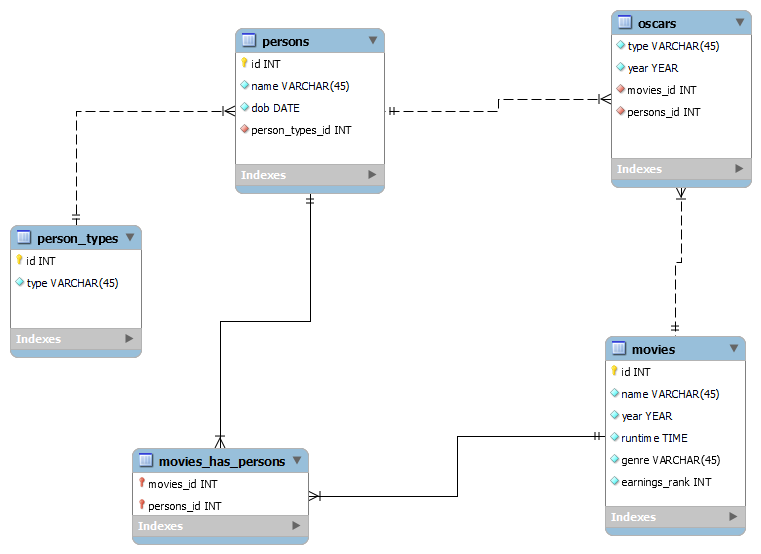 persons
id INT
name VARCHAR(45)
dob DATE
person_types_id INT
Indexes
oscars
type VARCHAR(45)
year YEAR
movies_id INT
persons_id INT
Indexes
person_types
id INT
type VARCHAR(45)
Indexes
movies
id INT
name VARCHAR(45)
year YEAR
runtime TIME
genre VARCHAR(45)
earnings_rank INT
Indexes
movies_has_persons
movies_id INT
persons_id INT
Indexes